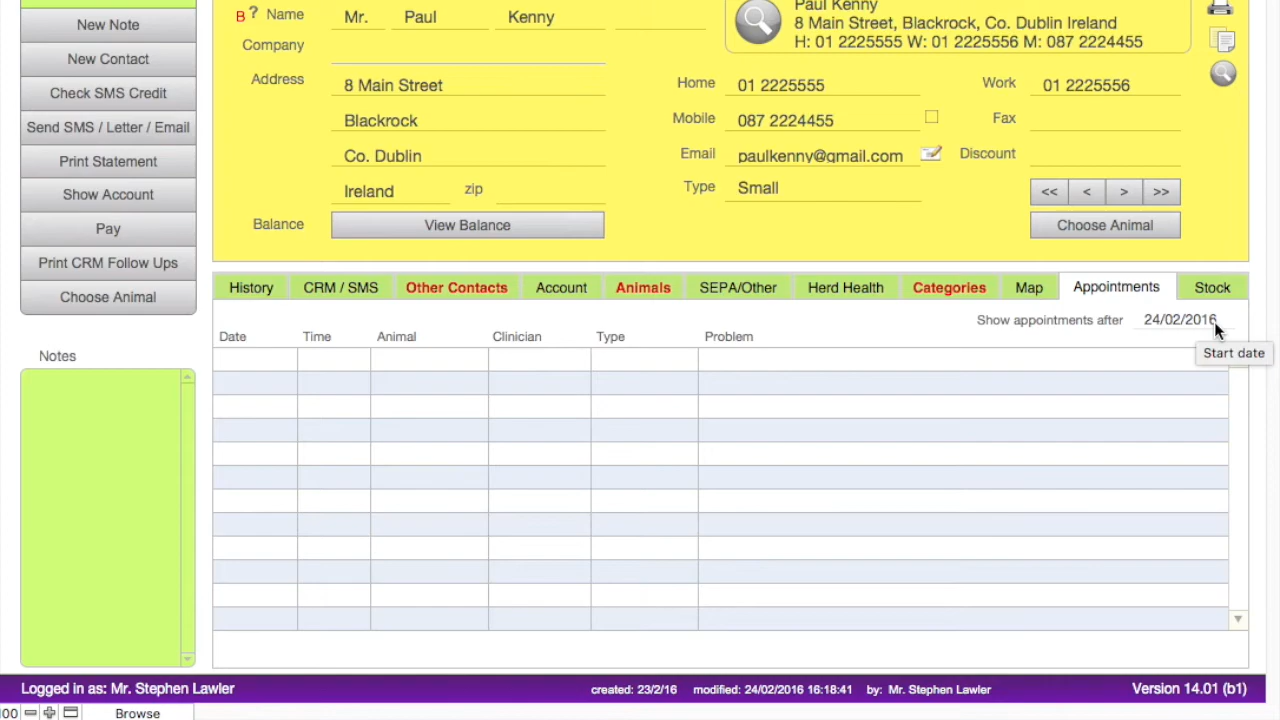 New Note
New Contact
Check SMS Credit
Send SMS / Letter / Email
Print Statement
Show Account
Pay
Print CRM Follow Ups
Choose Animal
Notes
B ? Name Mr. Paul Kenny
Company
Address 8 Main Street
Blackrock
Co. Dublin
Ireland zip
Balance View Balance
Paul Kenny
8 Main Street, Blackrock, Co. Dublin Ireland
H: 01 2225555 W: 01 2225556 M: 087 2224455
Home 01 2225555 Work 01 2225556
Mobile 087 2224455 Fax
Email paulkenny@gmail.com Discount
Type Small
<< < > >>
Choose Animal
History CRM / SMS Other Contacts Account Animals SEPA/Other Herd Health Categories Map Appointments Stock
Show appointments after 24/02/2016
Start date
Date Time Animal Clinician Type Problem
Logged in as: Mr. Stephen Lawler created: 23/2/16 modified: 24/02/2016 16:18:41 by: Mr. Stephen Lawler Version 14.01 (b1)
100 Browse